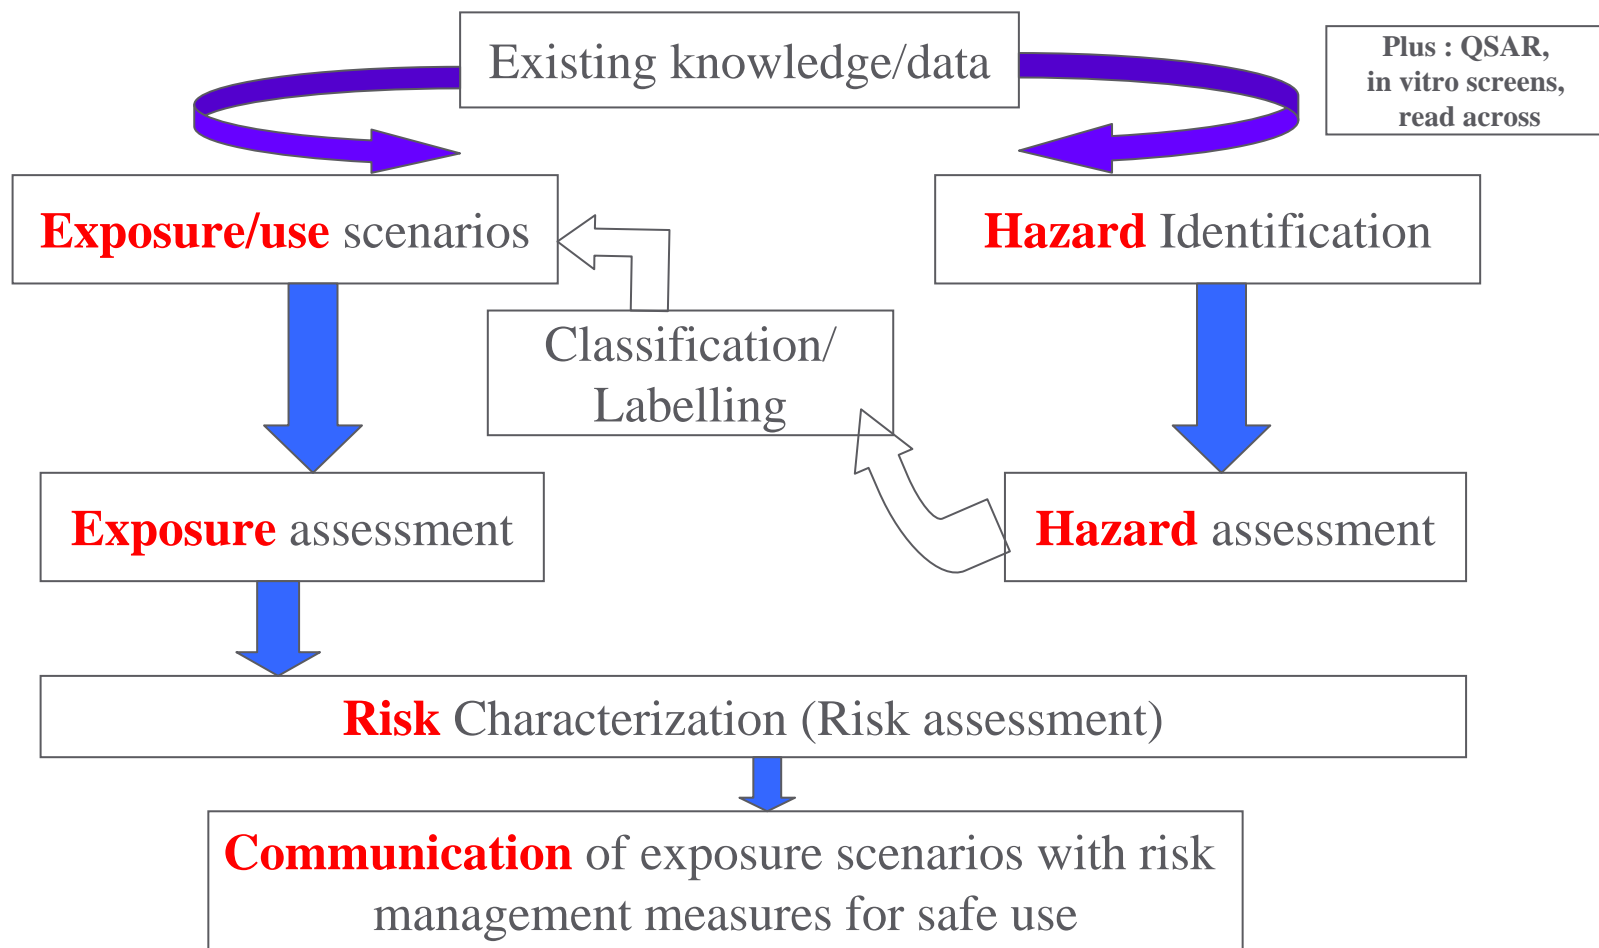 Existing knowledge/data
Plus : QSAR,
in vitro screens,
read across
Exposure/use scenarios
Hazard Identification
Classification/
Labelling
Exposure assessment
Hazard assessment
Risk Characterization (Risk assessment)
Communication of exposure scenarios with risk
management measures for safe use